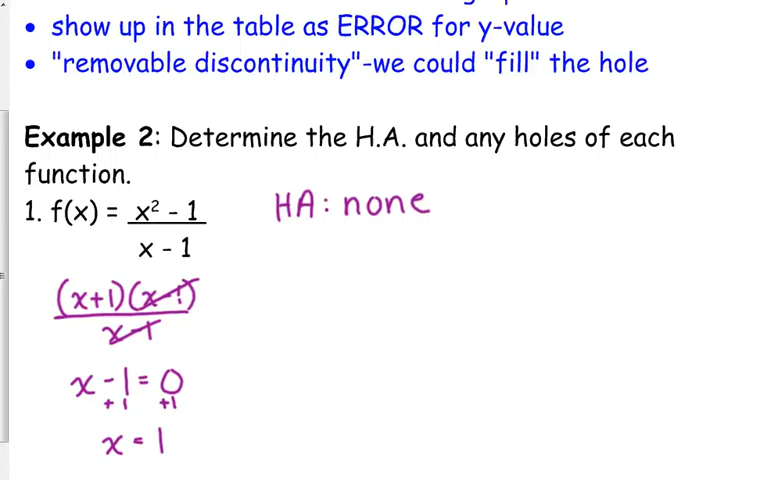 • show up in the table as ERROR for y-value
• "removable discontinuity"-we could "fill" the hole
Example 2: Determine the H.A. and any holes of each
function.
1. f(x) = x² - 1
x - 1
HA: none
(x+1)(x-1)
x-1
x - 1 = 0
+1 +1
x = 1